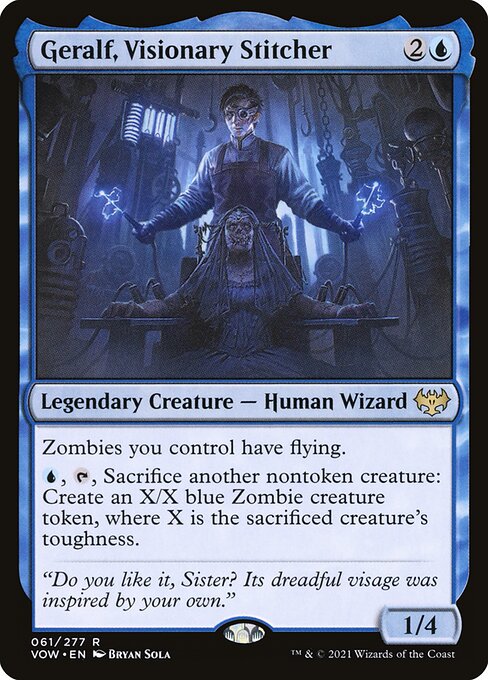 Geralf, Visionary Stitcher 2
Legendary Creature — Human Wizard
Zombies you control have flying.
, , Sacrifice another nontoken creature:
Create an X/X blue Zombie creature
token, where X is the sacrificed creature's
toughness.
"Do you like it, Sister? Its dreadful visage was
inspired by your own."
1/4
061/277 R
VOW • EN Bryan Sola
™ & © 2021 Wizards of the Coast